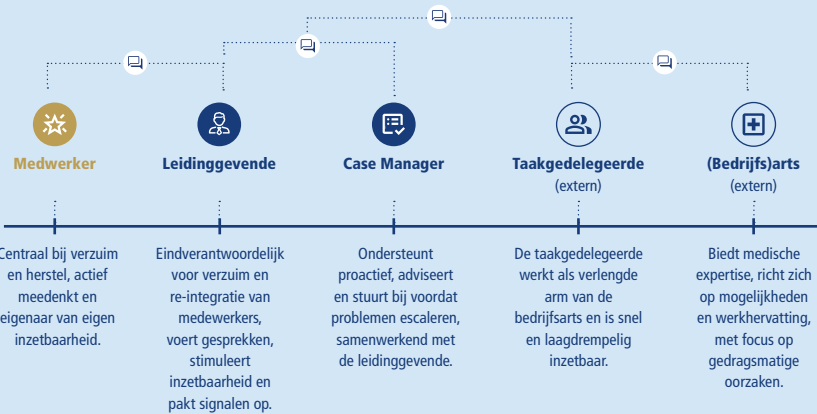 Medwerker
Leidinggevende
Case Manager
Taakgedelegeerde
(extern)
(Bedrijfs)arts
(extern)
Centraal bij verzuim
en herstel, actief
meedenkt en
eigenaar van eigen
inzetbaarheid.
Eindverantwoordelijk
voor verzuim en
re-integratie van
medewerkers,
voert gesprekken,
stimuleert
inzetbaarheid en
pakt signalen op.
Ondersteunt
proactief, adviseert
en stuurt bij voordat
problemen escaleren,
samenwerkend met
de leidinggevende.
De taakgedelegeerde
werkt als verlengde
arm van de
bedrijfsarts en is snel
en laagdrempelig
inzetbaar.
Biedt medische
expertise, richt zich
op mogelijkheden
en werkhervatting,
met focus op
gedragsmatige
oorzaken.